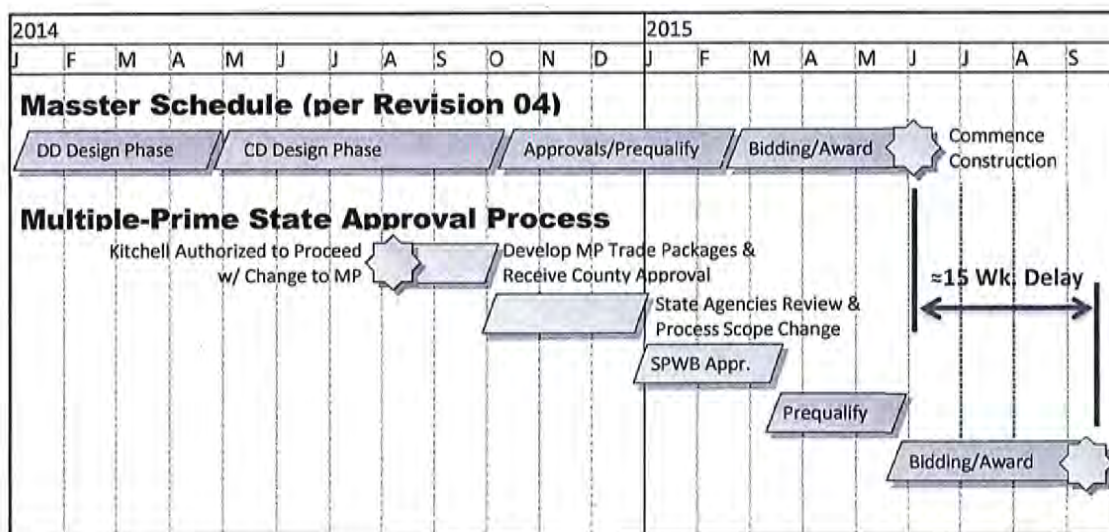 2014 2015
J F M A M J J A S O N D J F M A M J J A S
Masster Schedule (per Revision 04)
DD Design Phase CD Design Phase Approvals/Prequalify Bidding/Award Commence
Construction
Multiple-Prime State Approval Process
Kitchell Authorized to Proceed Develop MP Trade Packages &
w/ Change to MP Receive County Approval
≈15 Wk. Delay
State Agencies Review &
Process Scope Change
SPWB Appr.
Prequalify
Bidding/Award